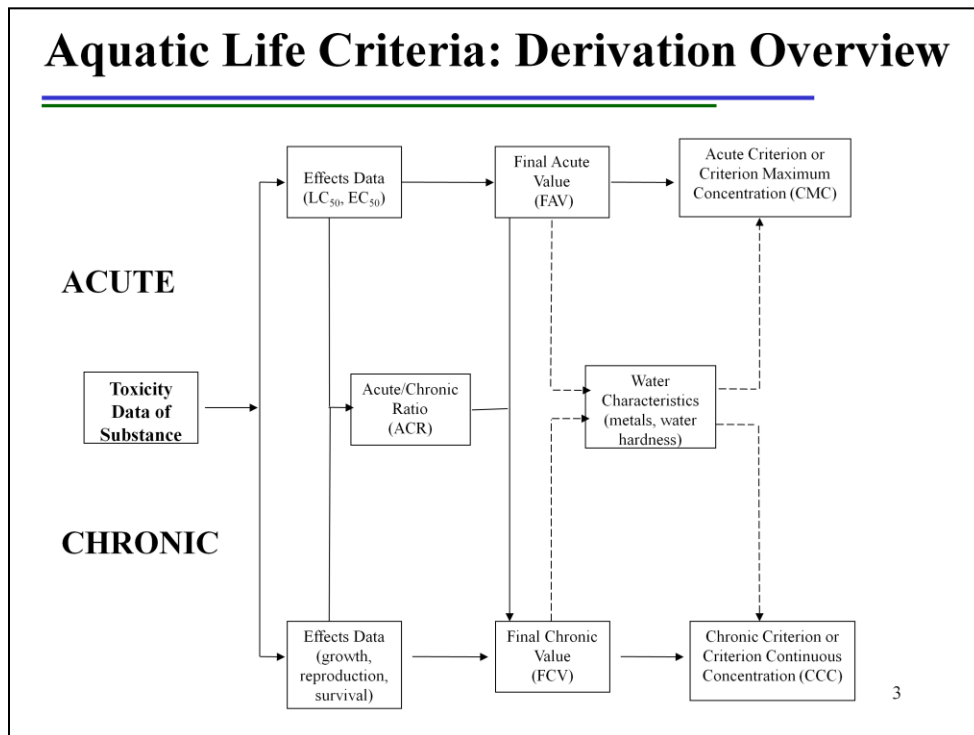 Aquatic Life Criteria: Derivation Overview
Effects Data
(LC50, EC50)
Final Acute
Value
(FAV)
Acute Criterion or
Criterion Maximum
Concentration (CMC)
ACUTE
Toxicity
Data of
Substance
Acute/Chronic
Ratio
(ACR)
Water
Characteristics
(metals, water
hardness)
CHRONIC
Effects Data
(growth,
reproduction,
survival)
Final Chronic
Value
(FCV)
Chronic Criterion or
Criterion Continuous
Concentration (CCC)
3